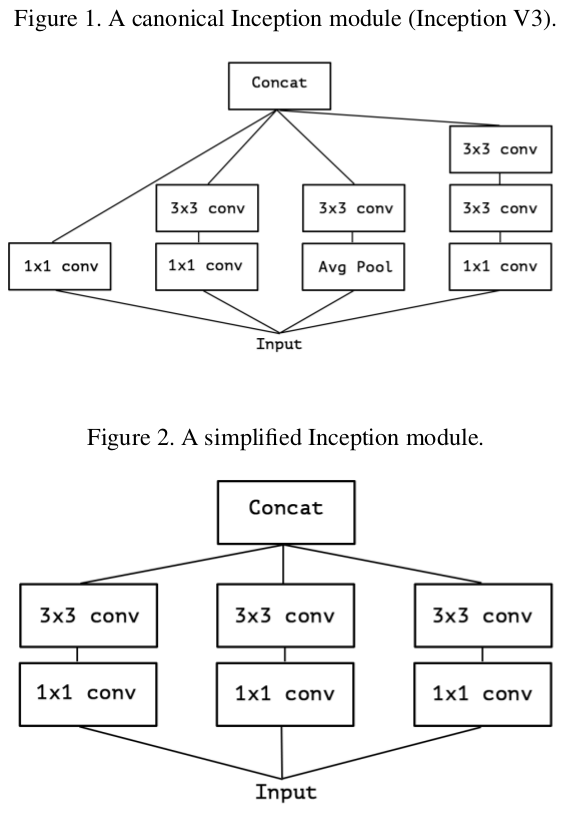 Figure 1. A canonical Inception module (Inception V3).
Concat
3x3 conv
3x3 conv
3x3 conv
3x3 conv
1x1 conv
1x1 conv
Avg Pool
1x1 conv
Input
Figure 2. A simplified Inception module.
Concat
3x3 conv
3x3 conv
3x3 conv
1x1 conv
1x1 conv
1x1 conv
Input